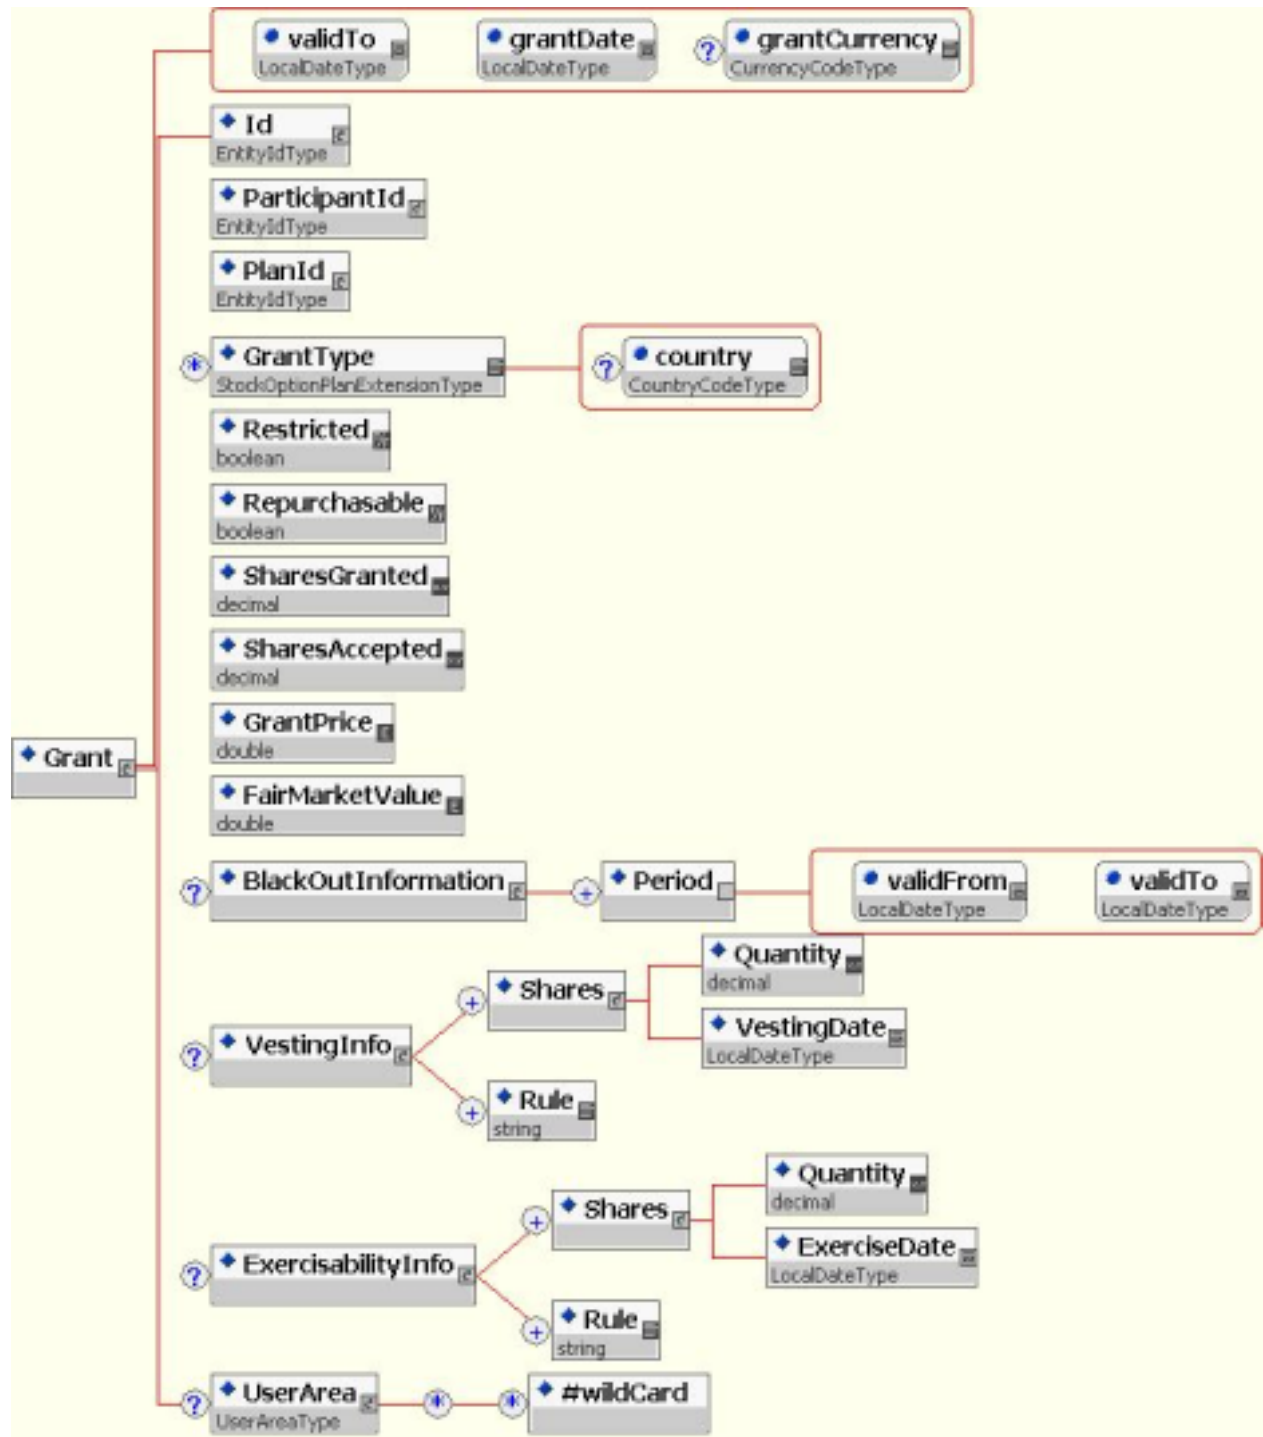 validTo
LocalDateType
grantDate
LocalDateType
? grantCurrency
CurrencyCodeType
Id
EntityIdType
ParticipantId
EntityIdType
PlanId
EntityIdType
* GrantType
StockOptionPlanExtensionType
? country
CountryCodeType
Restricted
boolean
Repurchasable
boolean
SharesGranted
decimal
SharesAccepted
decimal
GrantPrice
double
Grant
FairMarketValue
double
? BlackOutInformation
+ Period
validFrom
LocalDateType
validTo
LocalDateType
? VestingInfo
+ Shares
Quantity
decimal
VestingDate
LocalDateType
+ Rule
string
? ExercisabilityInfo
+ Shares
Quantity
decimal
ExerciseDate
LocalDateType
+ Rule
string
? UserArea
UserAreaType
* * #wildCard